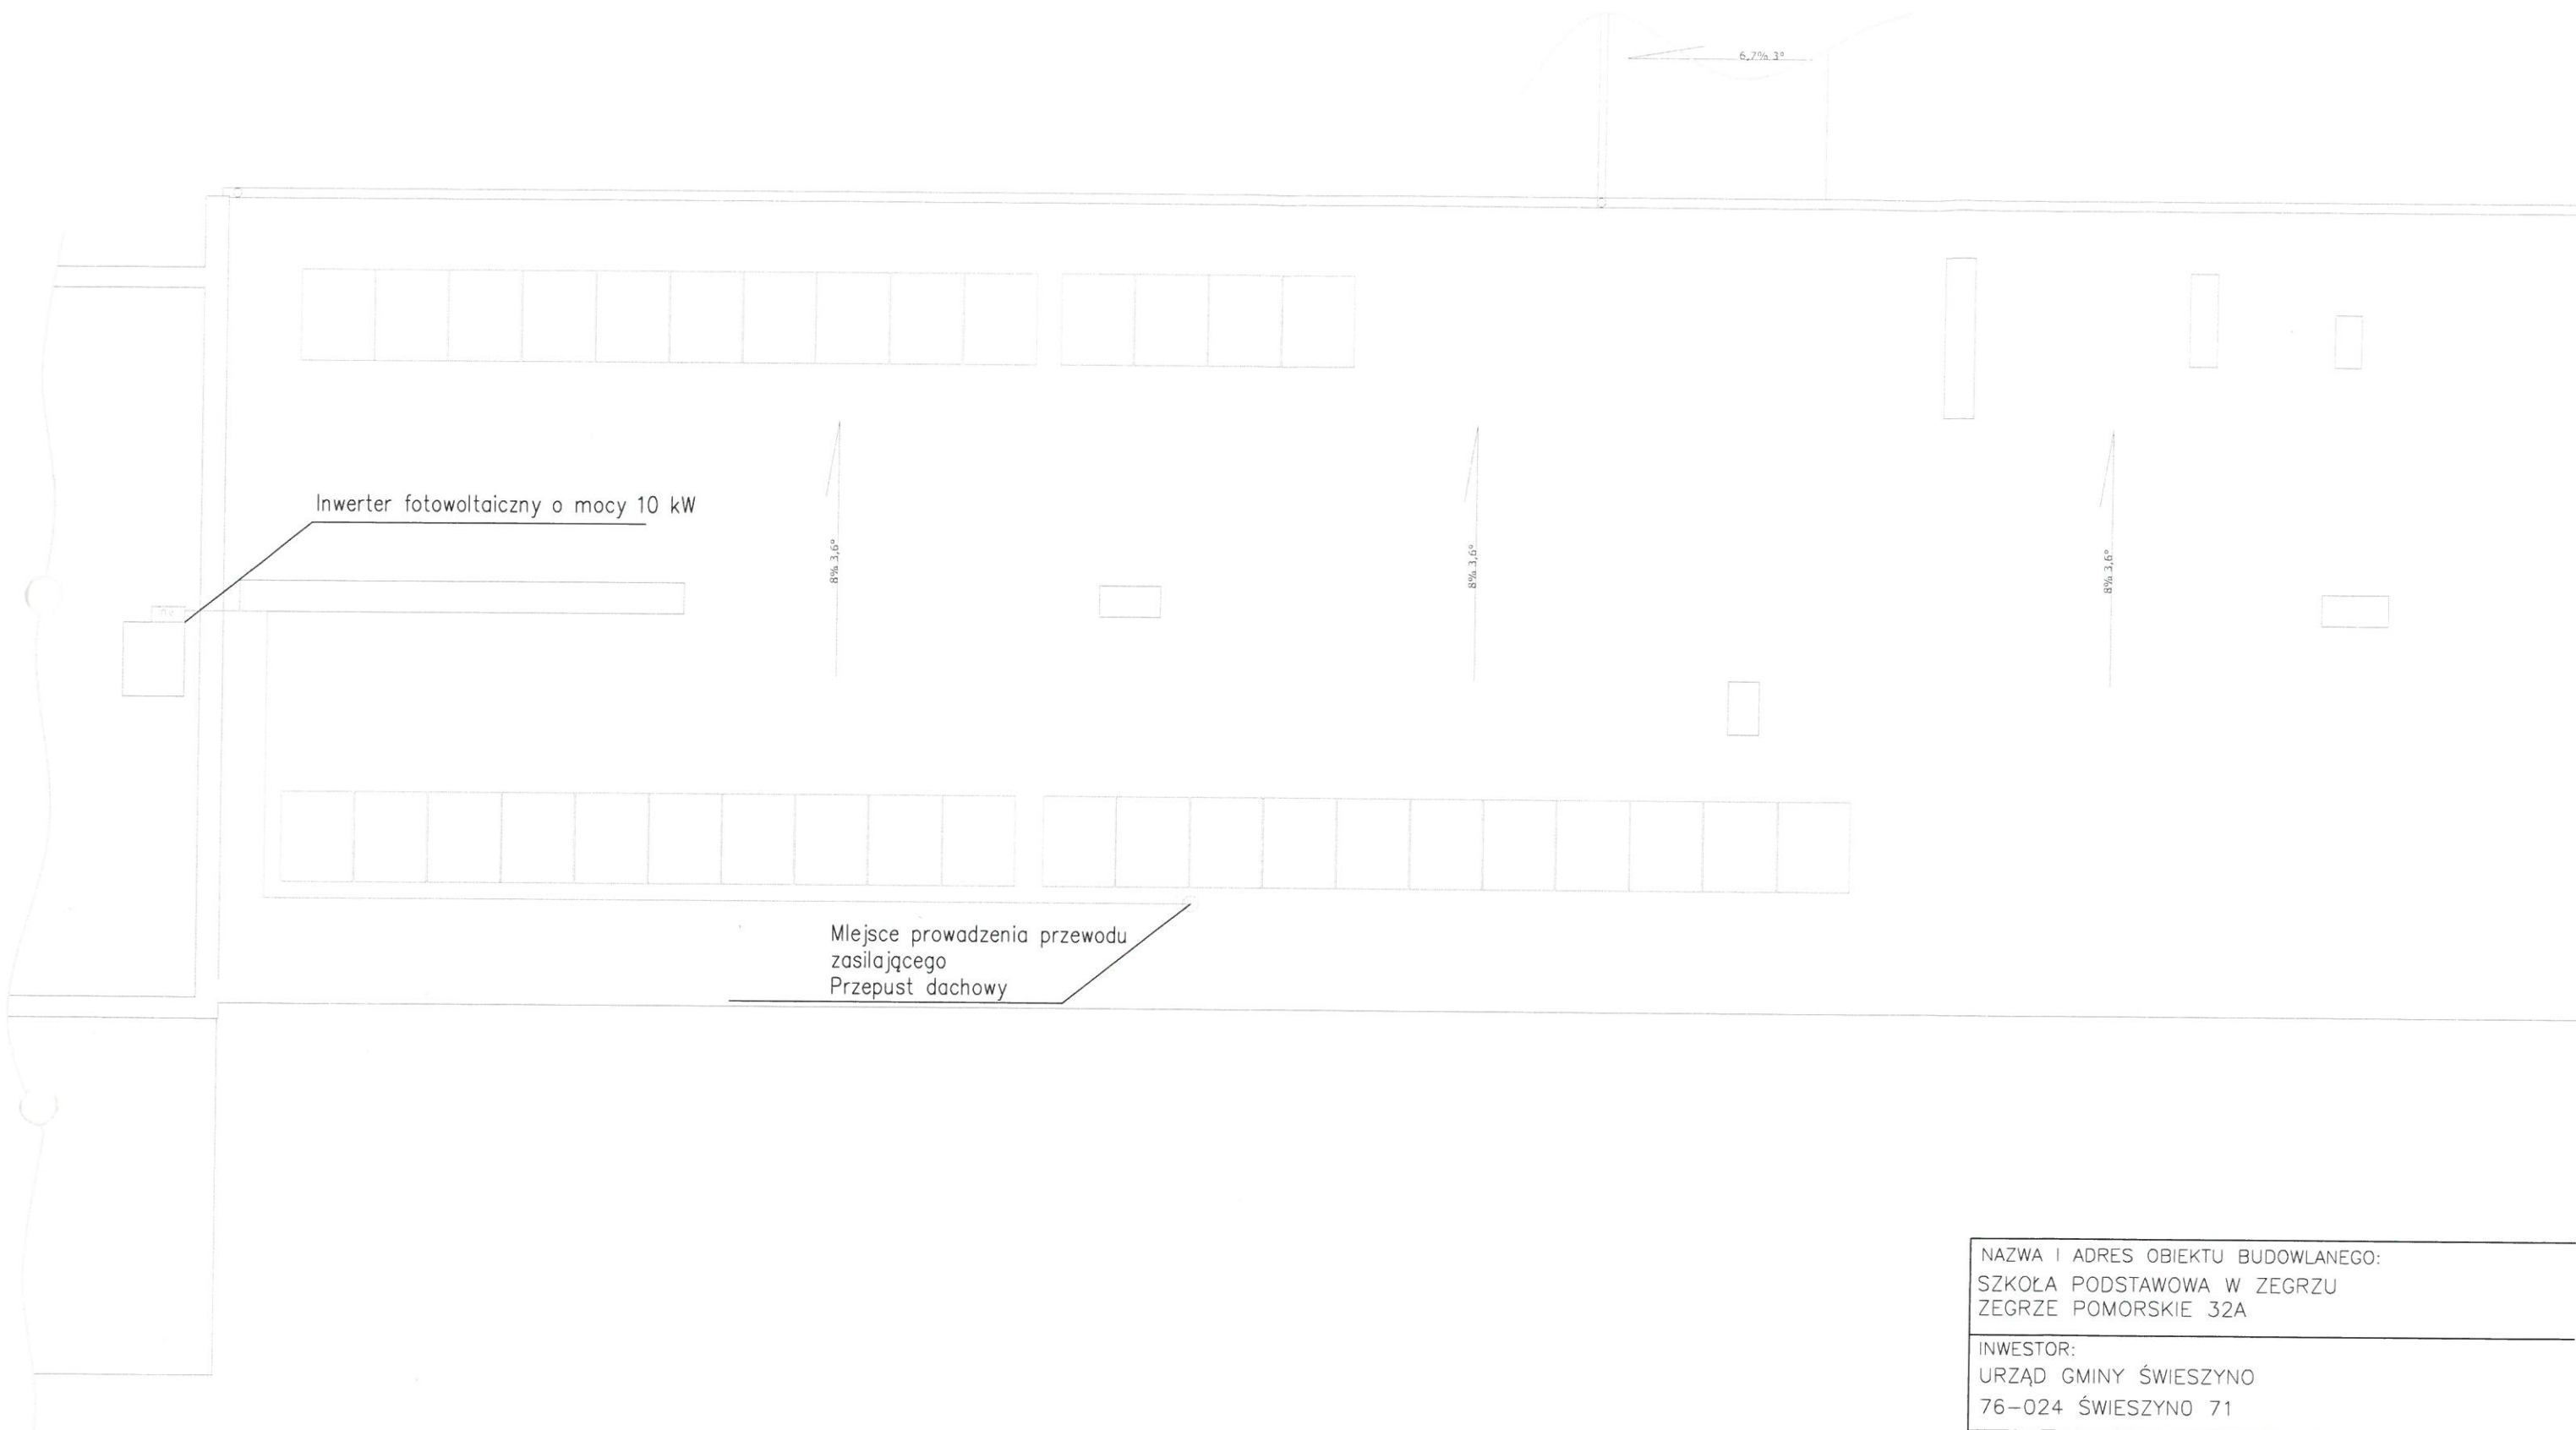 6,7% 3°
Inwerter fotowoltaiczny o mocy 10 kW
8% 3,6°
8% 3,6°
8% 3,6°
MIejsce prowadzenia przewodu
zasilającego
Przepust dachowy
NAZWA I ADRES OBIEKTU BUDOWLANEGO:
SZKOŁA PODSTAWOWA W ZEGRZU
ZEGRZE POMORSKIE 32A
INWESTOR:
URZĄD GMINY ŚWIESZYNO
76-024 ŚWIESZYNO 71